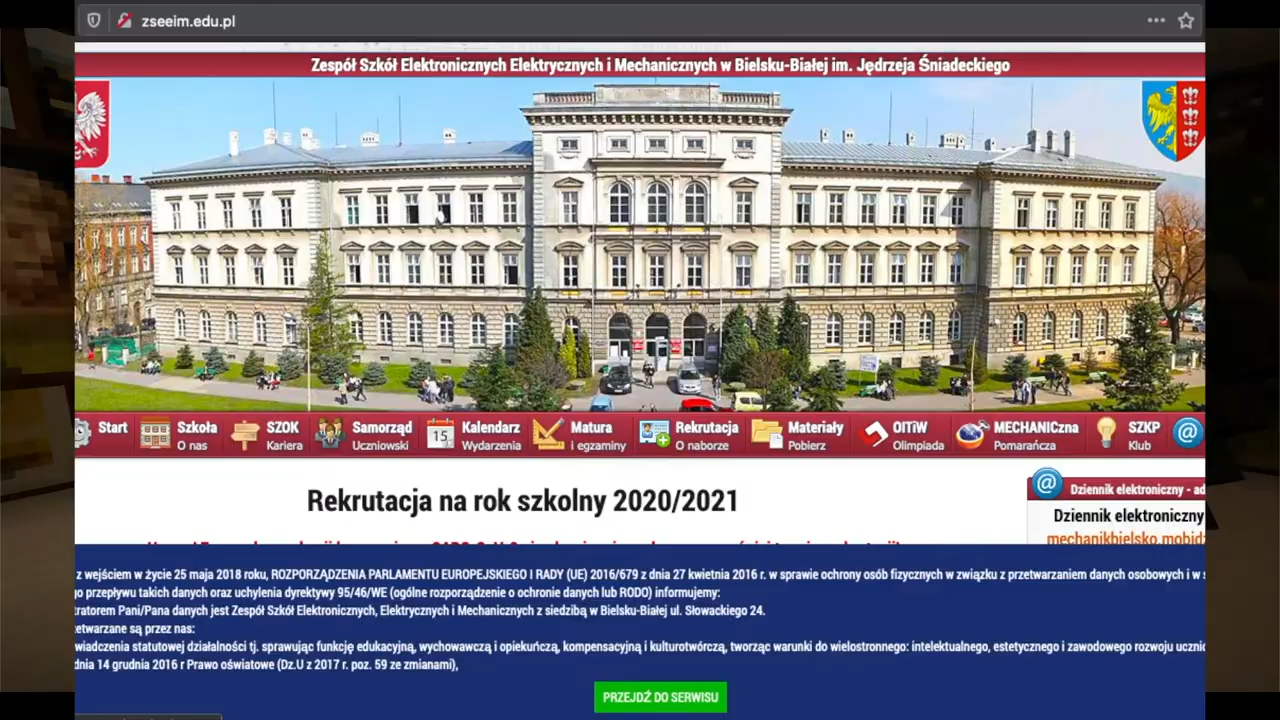 zseeim.edu.pl
Zespół Szkół Elektronicznych Elektrycznych i Mechanicznych w Bielsku-Białej im. Jędrzeja Śniadeckiego
Start
Szkoła
O nas
SZOK
Kariera
Samorząd
Uczniowski
15
Kalendarz
Wydarzenia
Matura
i egzaminy
Rekrutacja
O naborze
Materiały
Pobierz
OITiW
Olimpiada
MECHANICzna
Pomarańcza
SZKP
Klub
@
Rekrutacja na rok szkolny 2020/2021
@
Dziennik elektroniczny - ad
Dziennik elektroniczny
mechanikbielsko.mobidz
z wejściem w życie 25 maja 2018 roku, ROZPORZĄDZENIA PARLAMENTU EUROPEJSKIEGO I RADY (UE) 2016/679 z dnia 27 kwietnia 2016 r. w sprawie ochrony osób fizycznych w związku z przetwarzaniem danych osobowych i w s
go przepływu takich danych oraz uchylenia dyrektywy 95/46/WE (ogólne rozporządzenie o ochronie danych lub RODO) informujemy:
tratorem Pani/Pana danych jest Zespół Szkół Elektronicznych, Elektrycznych i Mechanicznych z siedzibą w Bielsku-Białej ul. Słowackiego 24.
zetwarzane są przez nas:
wiadczenia statutowej działalności tj. sprawując funkcję edukacyjną, wychowawczą i opiekuńczą, kompensacyjną i kulturotwórczą, tworząc warunki do wielostronnego: intelektualnego, estetycznego i zawodowego rozwoju uczni
dnia 14 grudnia 2016 r Prawo oświatowe (Dz.U z 2017 r. poz. 59 ze zmianami),
PRZEJDŹ DO SERWISU